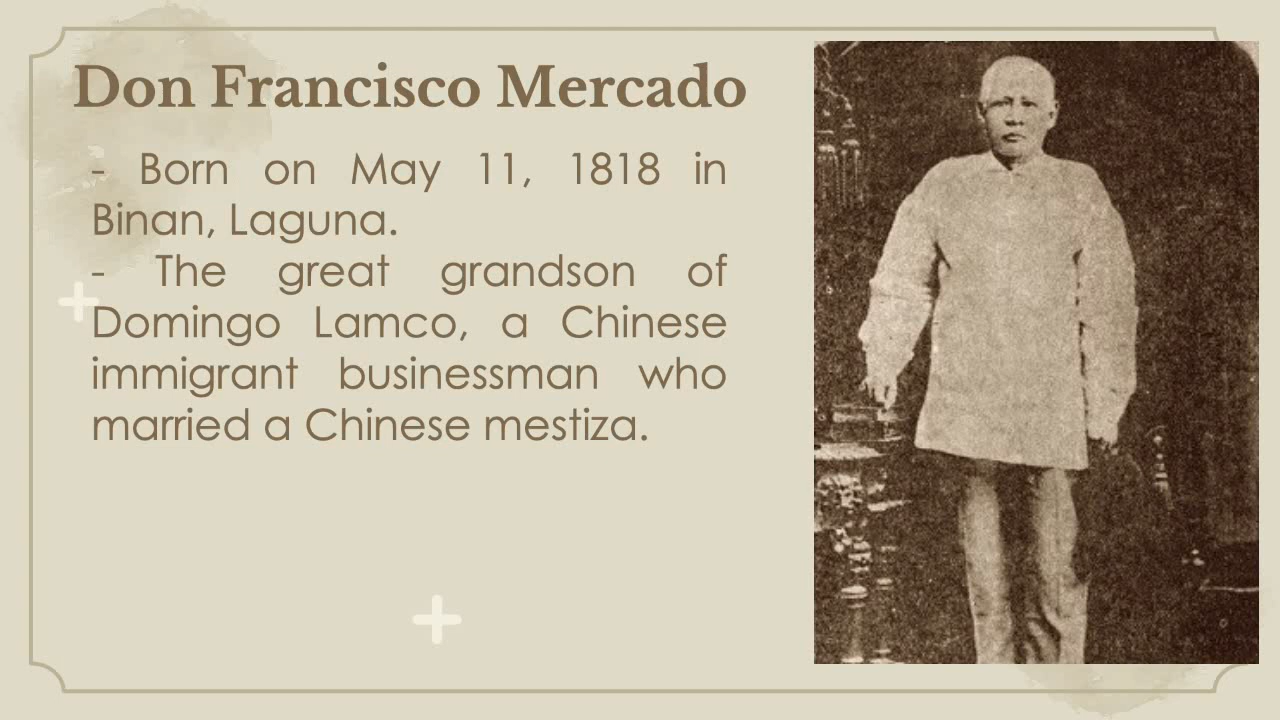 Don Francisco Mercado
- Born on May 11, 1818 in
Binan, Laguna.
- The great grandson of
Domingo Lamco, a Chinese
immigrant businessman who
married a Chinese mestiza.